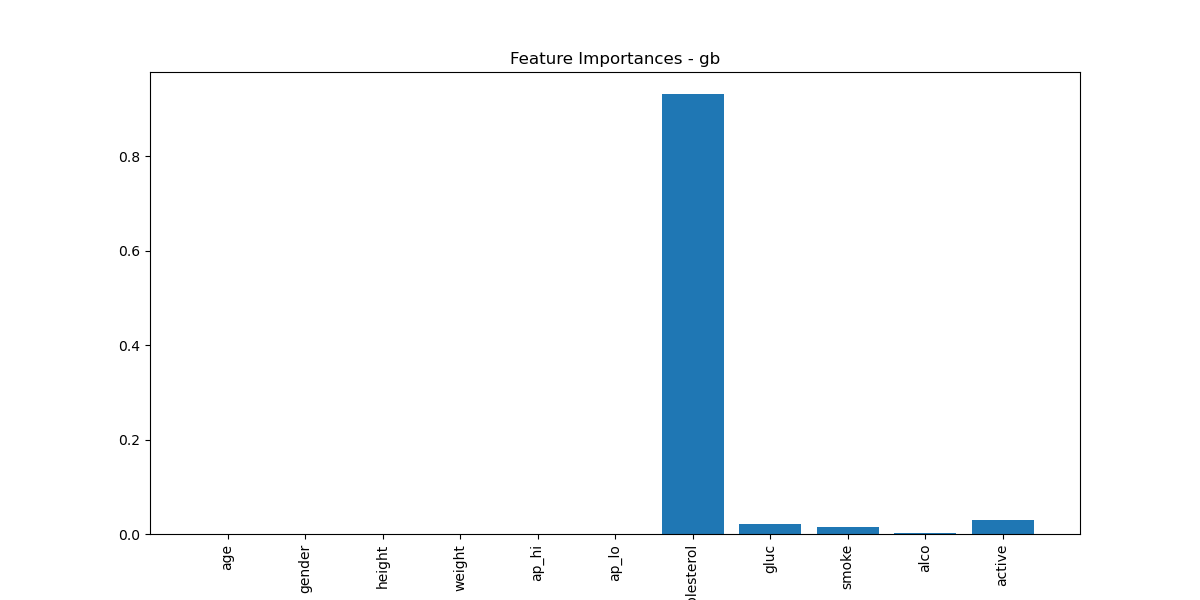 Feature Importances - gb
0.8
0.6
0.4
0.2
0.0
age
gender
height
weight
ap_hi
ap_lo
olesterol
gluc
smoke
alco
active